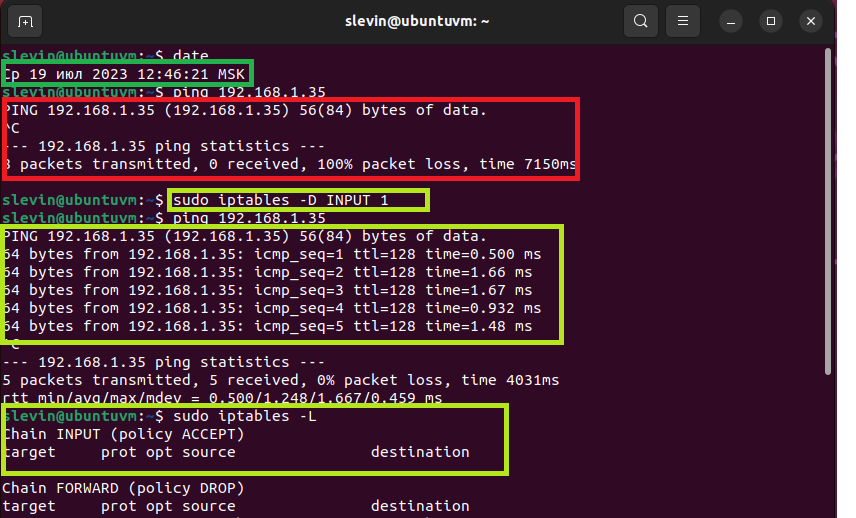 slevin@ubuntuvm: ~
slevin@ubuntuvm:~$ date
Ср 19 июл 2023 12:46:21 MSK
slevin@ubuntuvm:~$ ping 192.168.1.35
PING 192.168.1.35 (192.168.1.35) 56(84) bytes of data.
^C
--- 192.168.1.35 ping statistics ---
8 packets transmitted, 0 received, 100% packet loss, time 7150ms
slevin@ubuntuvm:~$ sudo iptables -D INPUT 1
slevin@ubuntuvm:~$ ping 192.168.1.35
PING 192.168.1.35 (192.168.1.35) 56(84) bytes of data.
64 bytes from 192.168.1.35: icmp_seq=1 ttl=128 time=0.500 ms
64 bytes from 192.168.1.35: icmp_seq=2 ttl=128 time=1.66 ms
64 bytes from 192.168.1.35: icmp_seq=3 ttl=128 time=1.67 ms
64 bytes from 192.168.1.35: icmp_seq=4 ttl=128 time=0.932 ms
64 bytes from 192.168.1.35: icmp_seq=5 ttl=128 time=1.48 ms
^C
--- 192.168.1.35 ping statistics ---
5 packets transmitted, 5 received, 0% packet loss, time 4031ms
rtt min/avg/max/mdev = 0.500/1.248/1.667/0.459 ms
slevin@ubuntuvm:~$ sudo iptables -L
Chain INPUT (policy ACCEPT)
target     prot opt source               destination
Chain FORWARD (policy DROP)
target     prot opt source               destination